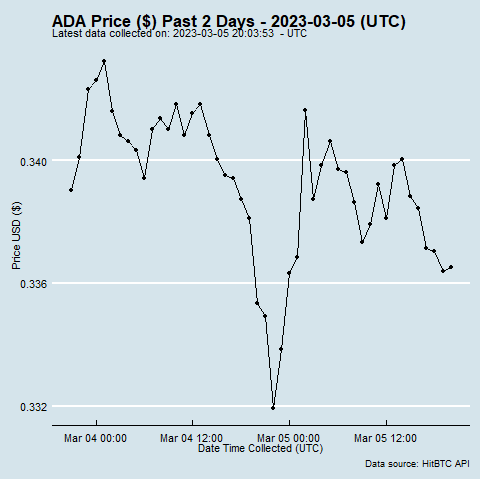 ADA Price ($) Past 2 Days - 2023-03-05 (UTC)
Latest data collected on: 2023-03-05 20:03:53  - UTC
0.340
0.336
0.332
Price USD ($)
Mar 04 00:00
Mar 04 12:00
Mar 05 00:00
Mar 05 12:00
Date Time Collected (UTC)
Data source: HitBTC API